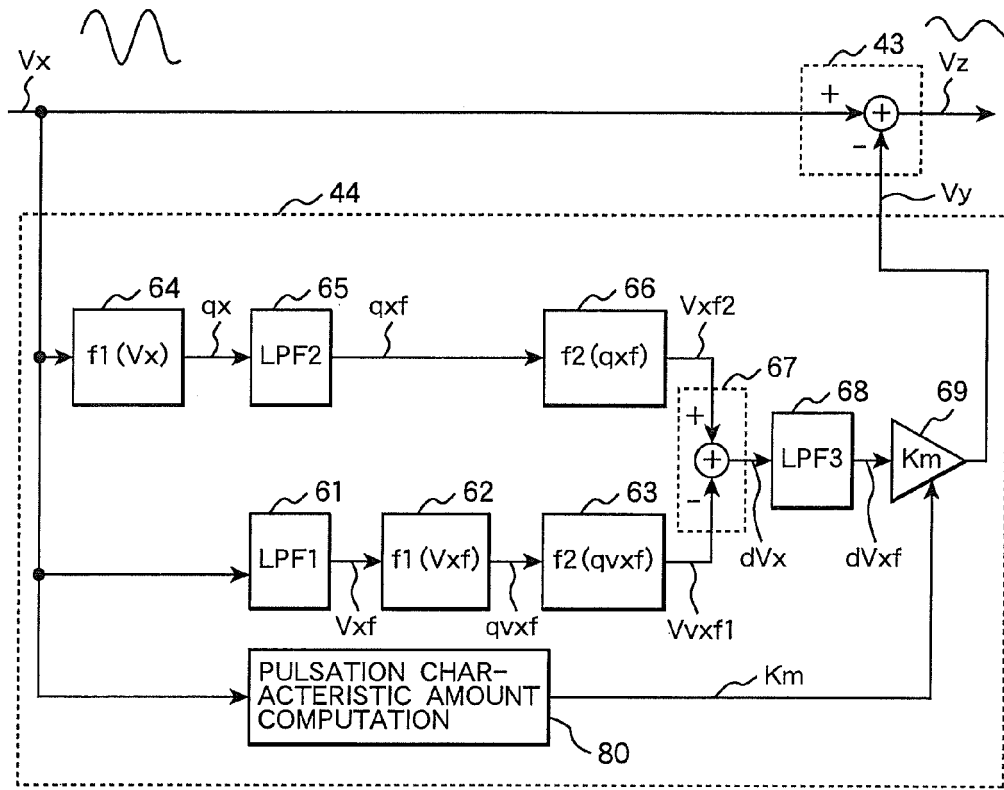 Vx
43
+
+
-
Vz
Vy
44
64
f1(Vx)
qx
65
LPF2
qxf
66
f2(qxf)
Vxf2
67
+
+
-
dVx
68
LPF3
dVxf
69
Km
61
LPF1
Vxf
62
f1(Vxf)
qvxf
63
f2(qvxf)
Vvxf1
PULSATION CHAR-
ACTERISTIC AMOUNT
COMPUTATION
80
Km